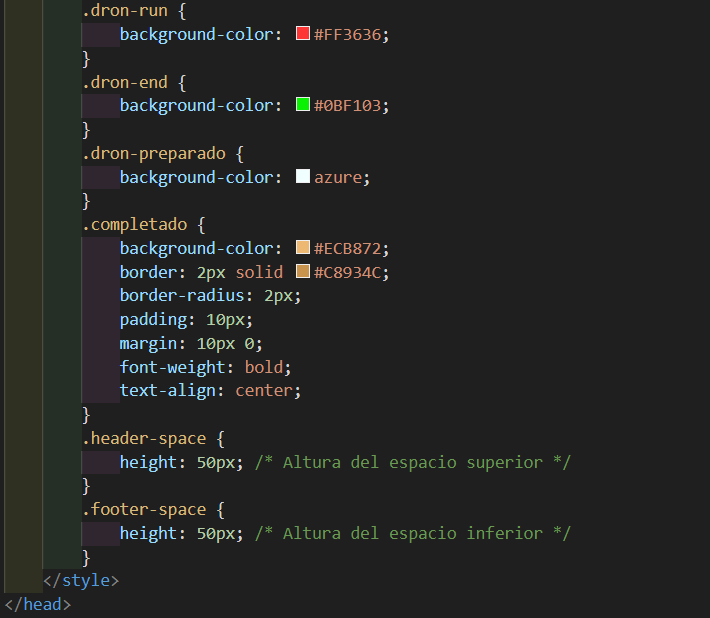 .dron-run {
background-color: #FF3636;
}
.dron-end {
background-color: #0BF103;
}
.dron-preparado {
background-color: azure;
}
.completado {
background-color: #ECB872;
border: 2px solid #C8934C;
border-radius: 2px;
padding: 10px;
margin: 10px 0;
font-weight: bold;
text-align: center;
}
.header-space {
height: 50px; /* Altura del espacio superior */
}
.footer-space {
height: 50px; /* Altura del espacio inferior */
}
</style>
</head>